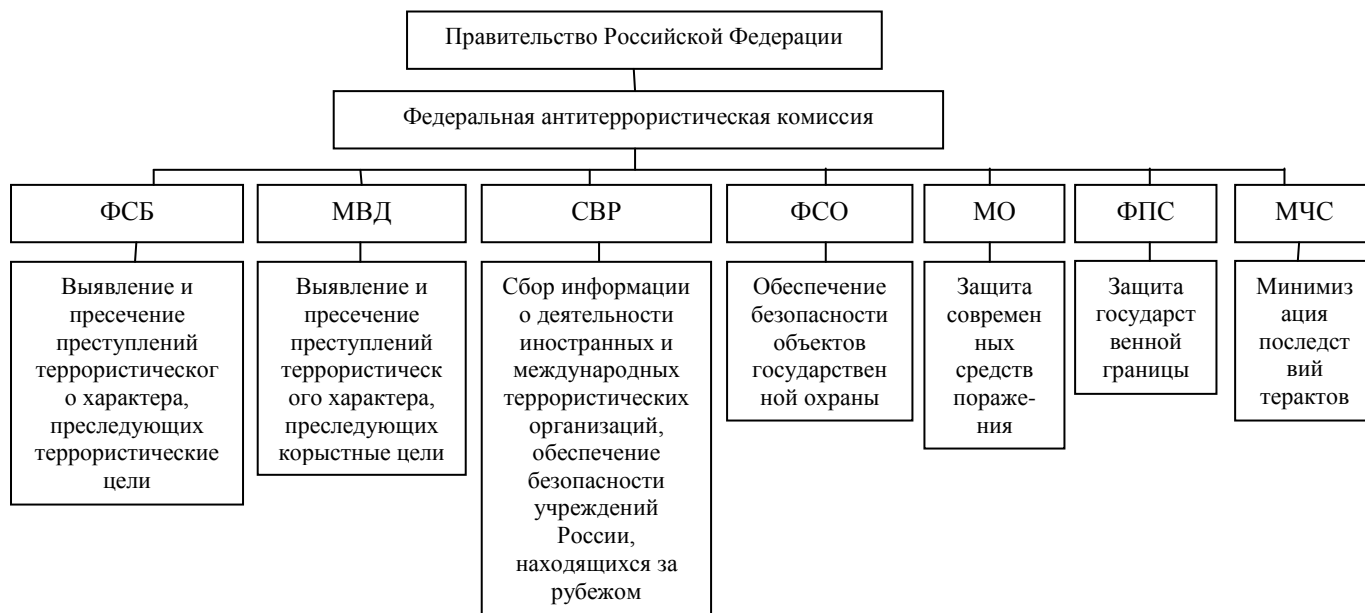 Правительство Российской Федерации
Федеральная антитеррористическая комиссия
ФСБ
МВД
СВР
ФСО
МО
ФПС
МЧС
Выявление и
пресечение
преступлений
террористическог
о характера,
преследующих
террористические
цели
Выявление и
пресечение
преступлений
террористическ
ого характера,
преследующих
корыстные цели
Сбор информации
о деятельности
иностранных и
международных
террористических
организаций,
обеспечение
безопасности
учреждений
России,
находящихся за
рубежом
Обеспечение
безопасности
объектов
государствен
ной охраны
Защита
современ
ных
средств
пораже-
ния
Защита
государст
венной
границы
Минимиз
ация
последст
вий
терактов